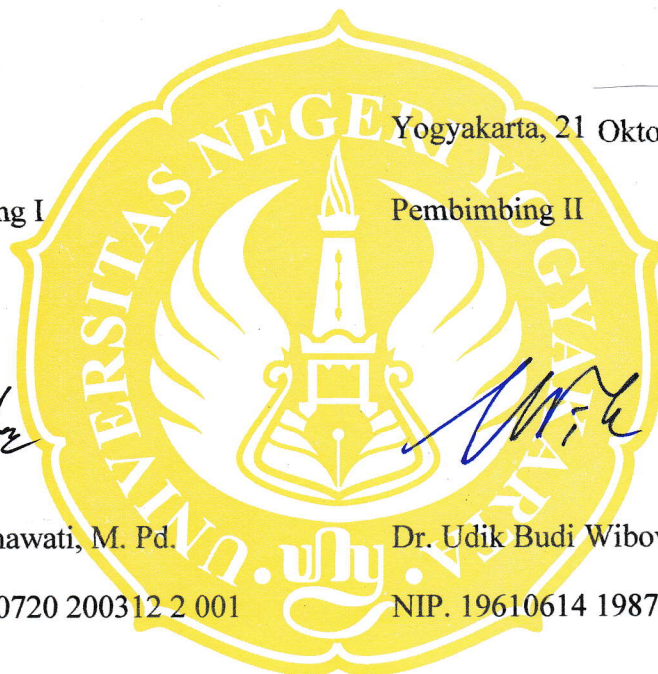 UNIVERSITAS NEGERI YOGYAKARTA
Yogyakarta, 21 Okto
ng I
Pembimbing II
nawati, M. Pd.
Dr. Udik Budi Wibov
0720 200312 2 001
NIP. 19610614 1987
uny